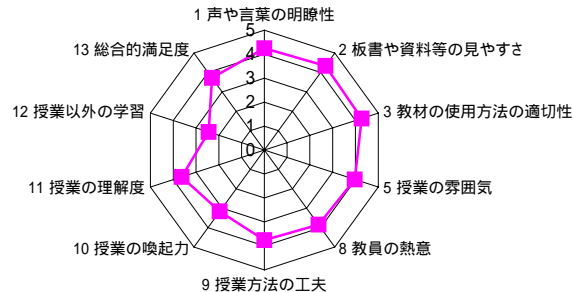 1 声や言葉の明瞭性
2 板書や資料等の見やすさ
3 教材の使用方法の適切性
5 授業の雰囲気
8 教員の熱意
9 授業方法の工夫
10 授業の喚起力
11 授業の理解度
12 授業以外の学習
13 総合的満足度
5
4
3
2
1
0